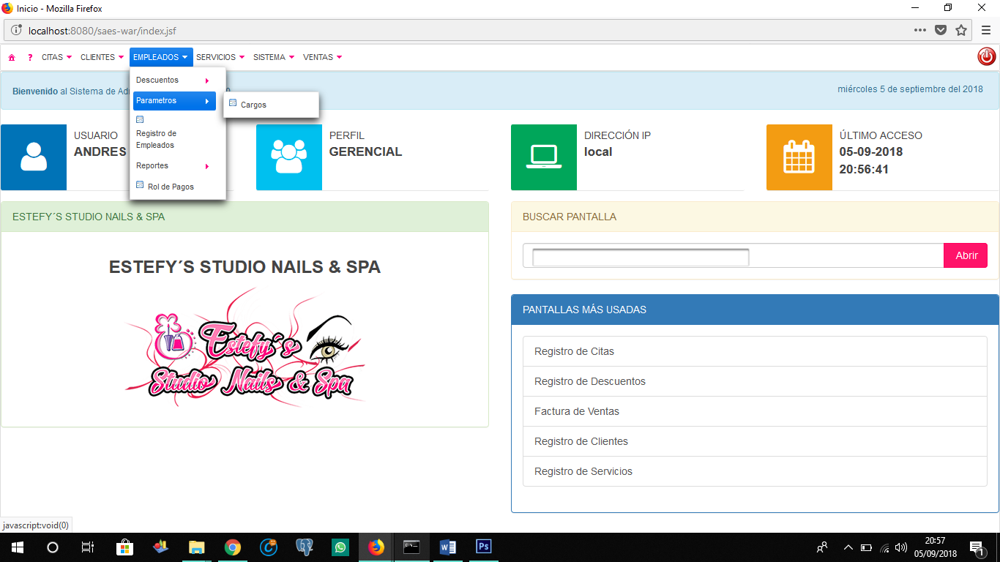 Inicio - Mozilla Firefox
localhost:8080/saes-war/index.jsf
? CITAS CLIENTES EMPLEADOS SERVICIOS SISTEMA VENTAS
Descuentos
Parametros
Cargos
Registro de
Empleados
Reportes
Rol de Pagos
Bienvenido al Sistema de
miércoles 5 de septiembre del 2018
USUARIO
ANDRES
PERFIL
GERENCIAL
DIRECCIÓN IP
local
ÚLTIMO ACCESO
05-09-2018
20:56:41
ESTEFY´S STUDIO NAILS & SPA
ESTEFY´S STUDIO NAILS & SPA
Estefy´s
Studio Nails & Spa
BUSCAR PANTALLA
Abrir
PANTALLAS MÁS USADAS
Registro de Citas
Registro de Descuentos
Factura de Ventas
Registro de Clientes
Registro de Servicios
javascript:void(0)
Ps
20:57
05/09/2018
1